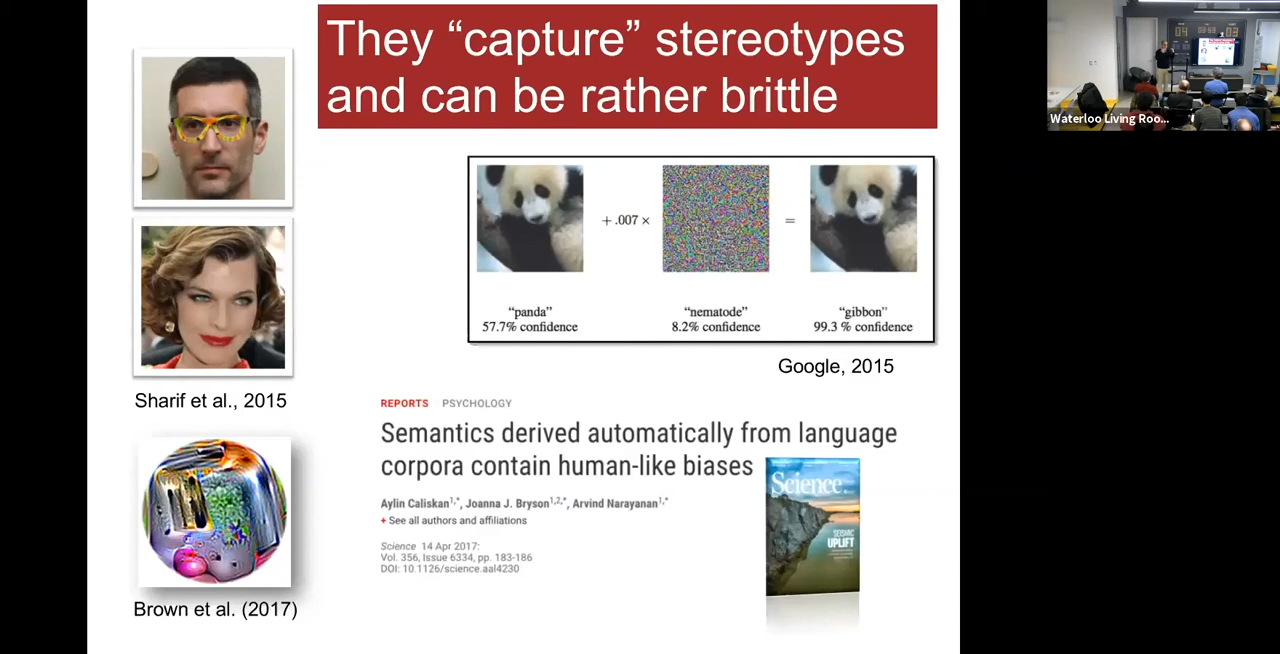 They “capture” stereotypes
and can be rather brittle
Waterloo Living Roo...
+ .007 ×
=
“panda”
57.7% confidence
“nematode”
8.2% confidence
“gibbon”
99.3 % confidence
Google, 2015
Sharif et al., 2015
REPORTS PSYCHOLOGY
Semantics derived automatically from language
corpora contain human-like biases
Aylin Caliskan1,*, Joanna J. Bryson1,2,*, Arvind Narayanan1,*
+ See all authors and affiliations
Science 14 Apr 2017:
Vol. 356, Issue 6334, pp. 183-186
DOI: 10.1126/science.aal4230
Science
SEISMIC
UPLIFT
Brown et al. (2017)